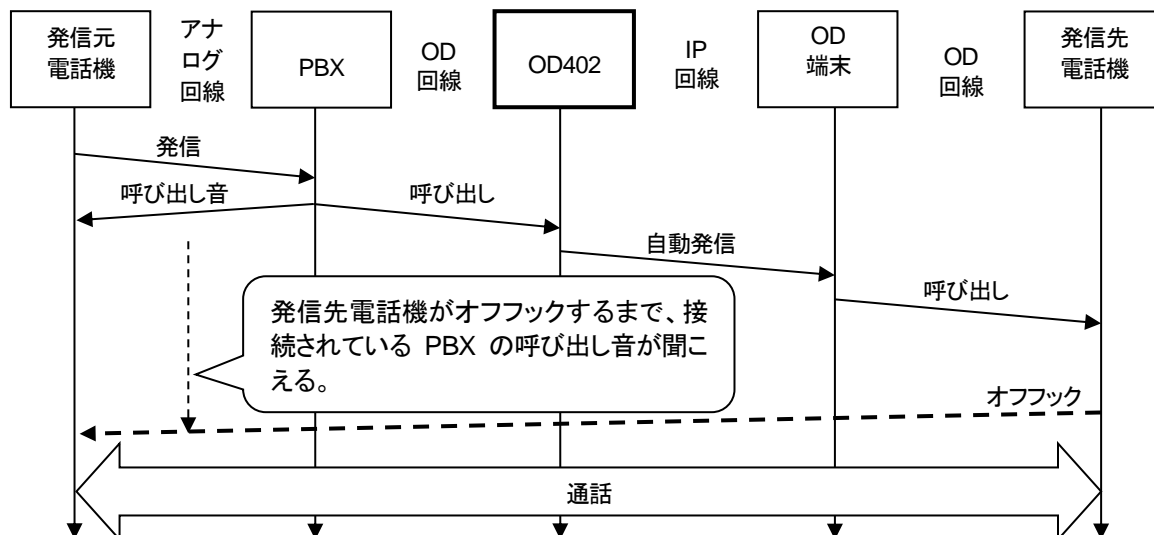 発信元
電話機
アナ
ログ
回線
PBX
OD
回線
OD402
IP
回線
OD
端末
OD
回線
発信先
電話機
発信
呼び出し音
呼び出し
自動発信
呼び出し
発信先電話機がオフフックするまで、接
続されている PBX の呼び出し音が聞こ
える。
オフフック
通話